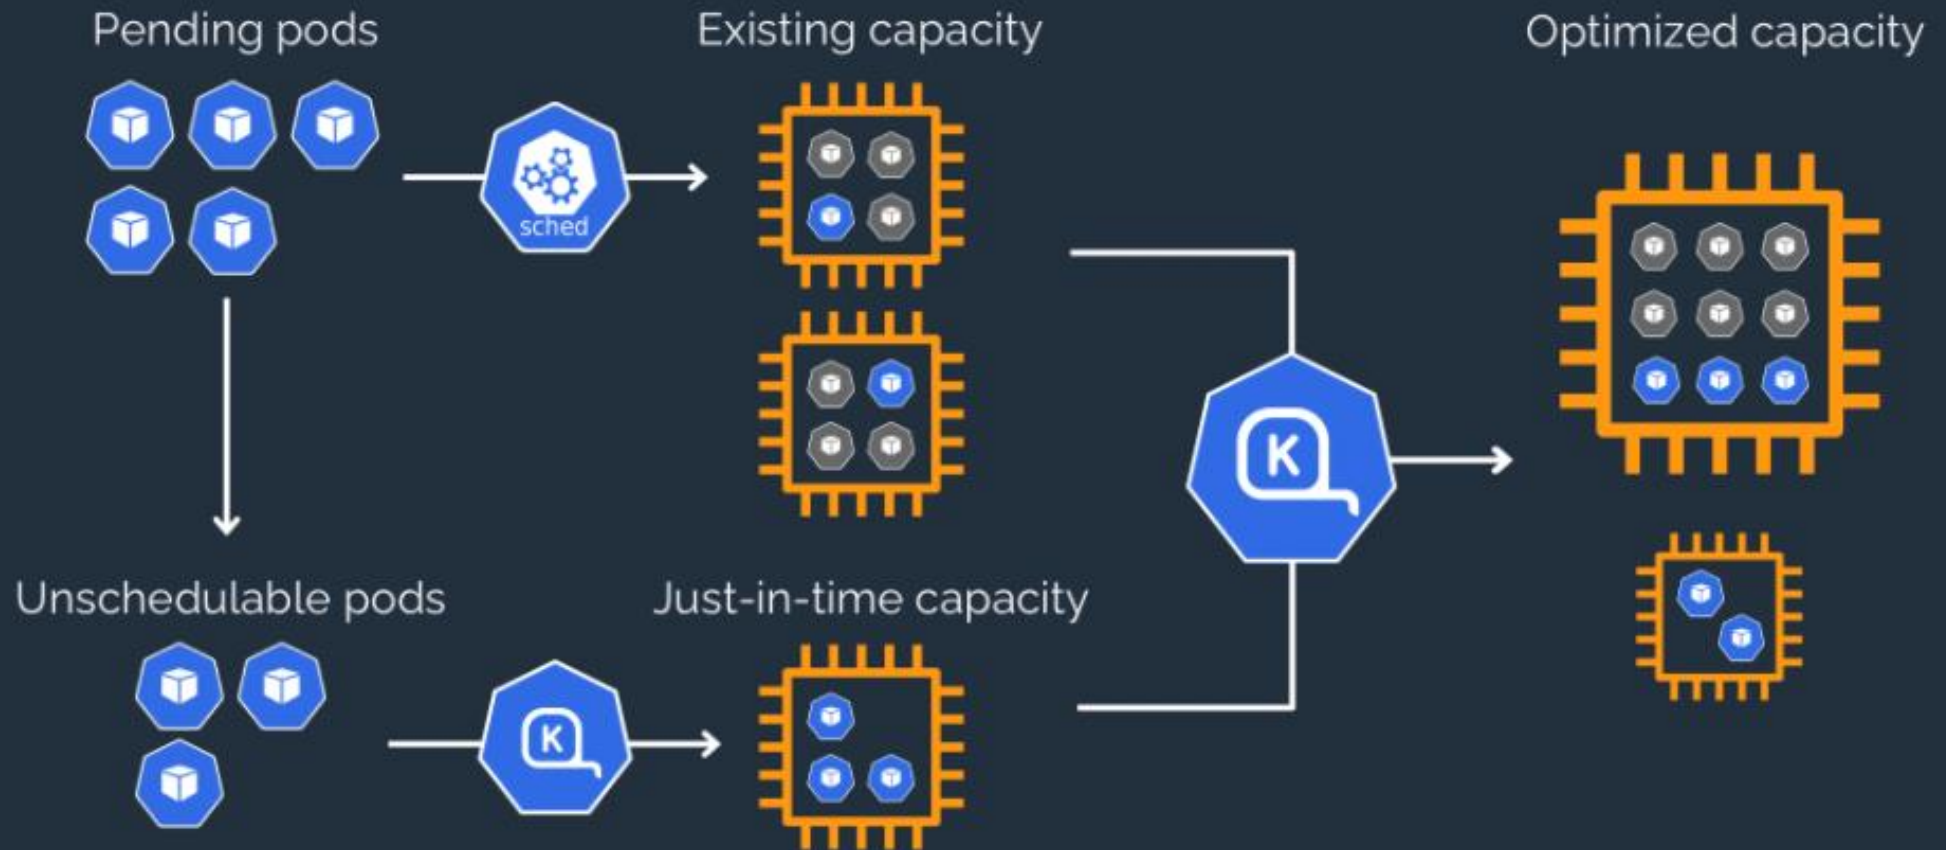 Pending pods
Existing capacity
Optimized capacity
sched
K
Unschedulable pods
Just-in-time capacity
K